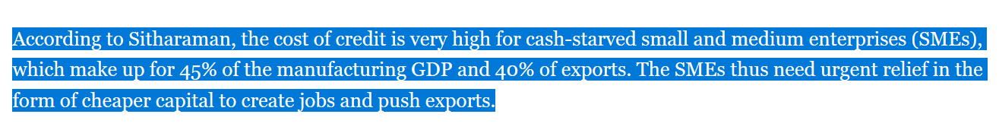 According to Sitharaman, the cost of credit is very high for cash-starved small and medium enterprises (SMEs),
which make up for 45% of the manufacturing GDP and 40% of exports. The SMEs thus need urgent relief in the
form of cheaper capital to create jobs and push exports.